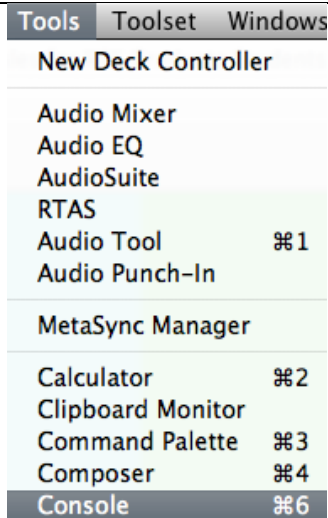 Tools Toolset Windows
New Deck Controller
Audio Mixer
Audio EQ
AudioSuite
RTAS
Audio Tool ⌘1
Audio Punch-In
MetaSync Manager
Calculator ⌘2
Clipboard Monitor
Command Palette ⌘3
Composer ⌘4
Console ⌘6